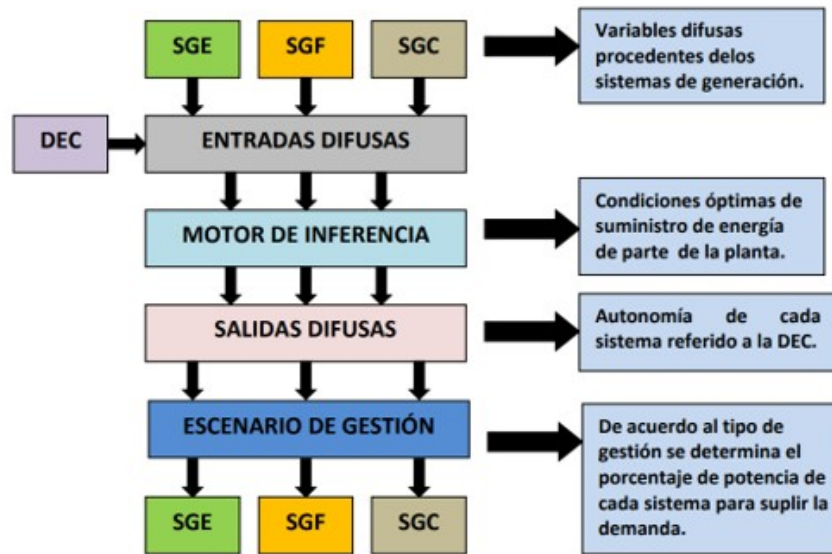 SGE SGF SGC
Variables difusas
procedentes delos
sistemas de generación.
DEC
ENTRADAS DIFUSAS
MOTOR DE INFERENCIA
Condiciones óptimas de
suministro de energía
de parte de la planta.
SALIDAS DIFUSAS
Autonomía de cada
sistema referido a la DEC.
ESCENARIO DE GESTIÓN
De acuerdo al tipo de
gestión se determina el
porcentaje de potencia de
cada sistema para suplir la
demanda.
SGE SGF SGC